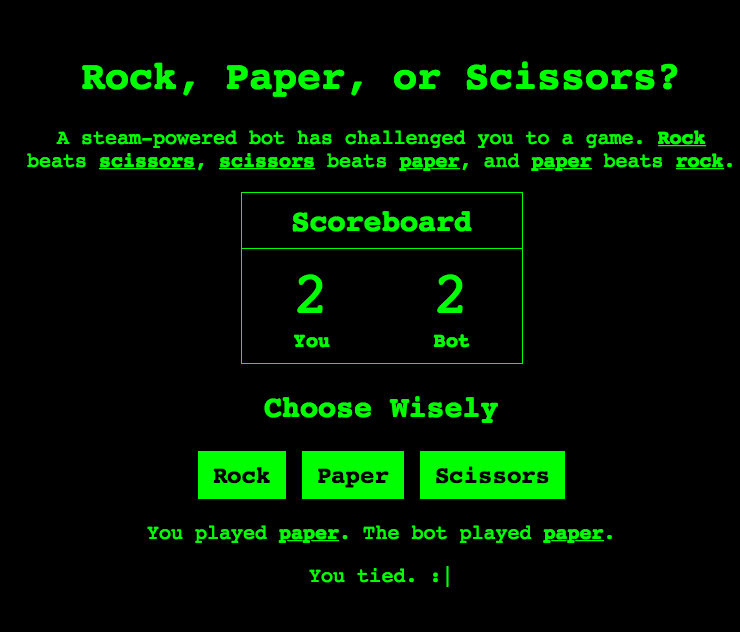 Rock, Paper, or Scissors?
A steam-powered bot has challenged you to a game. Rock
beats scissors, scissors beats paper, and paper beats rock.
Scoreboard
2 2
You Bot
Choose Wisely
Rock Paper Scissors
You played paper. The bot played paper.
You tied. :|